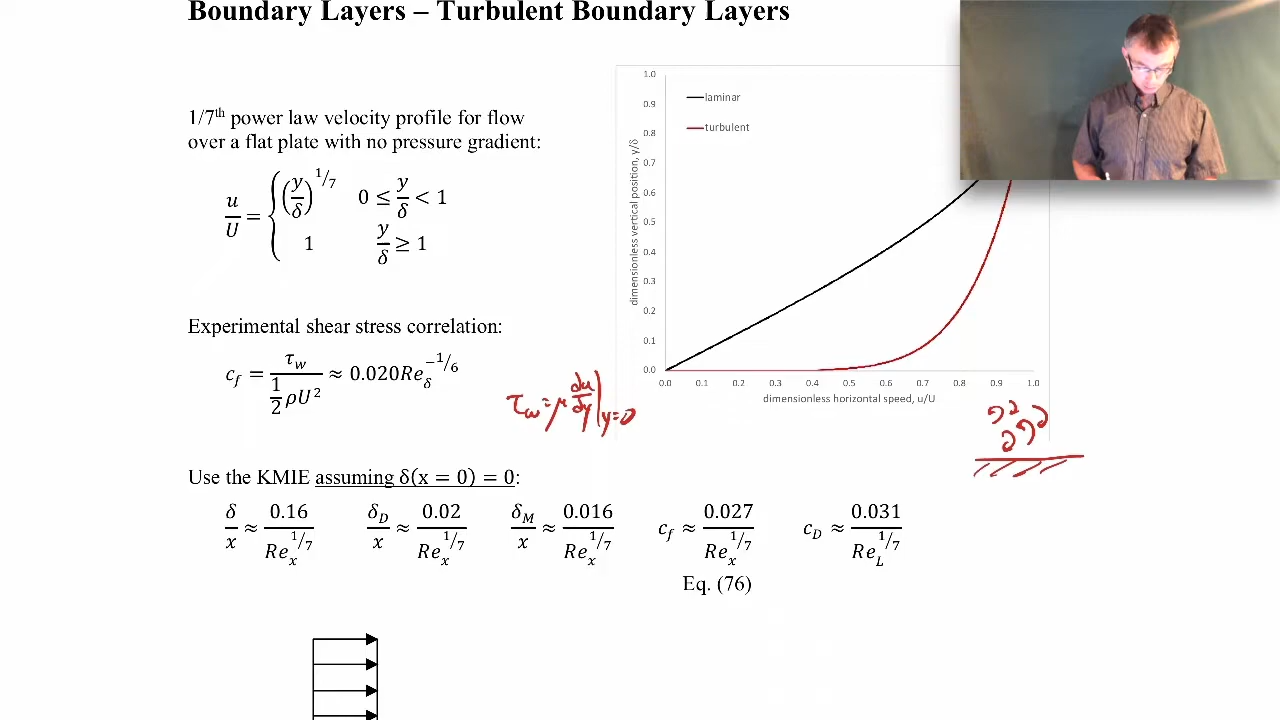 Boundary Layers – Turbulent Boundary Layers
1/7th power law velocity profile for flow
over a flat plate with no pressure gradient:
u/U = { (y/δ)^1/7 0 ≤ y/δ < 1
1 y/δ ≥ 1
1.0
0.9
0.8
0.7
0.6
0.5
0.4
0.3
0.2
0.1
0.0
dimensionless vertical position, y/δ
laminar
turbulent
0.0 0.1 0.2 0.3 0.4 0.5 0.6 0.7 0.8 0.9 1.0
dimensionless horizontal speed, u/U
Experimental shear stress correlation:
c_f = τ_w / (1/2 ρU²) ≈ 0.020Re_δ^−1/6
τ_w = μ du/dy |y=0
Use the KMIE assuming δ(x = 0) = 0:
δ/x ≈ 0.16/Re_x^1/7 δ_D/x ≈ 0.02/Re_x^1/7 δ_M/x ≈ 0.016/Re_x^1/7 c_f ≈ 0.027/Re_x^1/7 c_D ≈ 0.031/Re_L^1/7
Eq. (76)